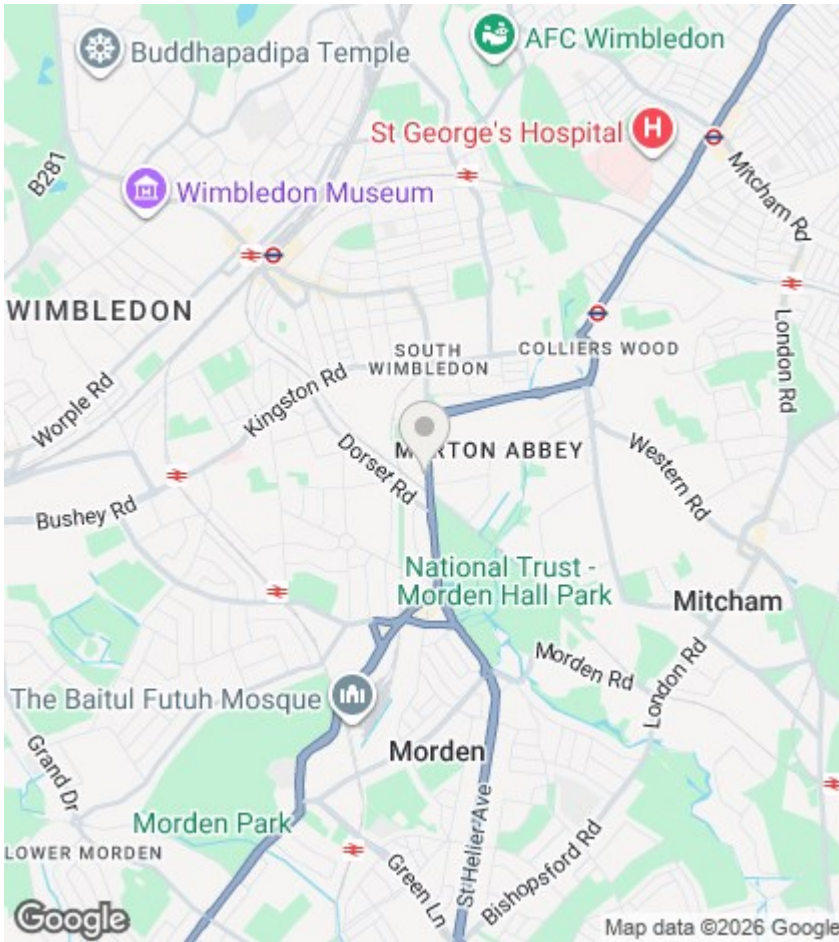 Buddhapadipa Temple
AFC Wimbledon
St George's Hospital
H
B281
Mitcham Rd
Wimbledon Museum
WIMBLEDON
London Rd
SOUTH
WIMBLEDON
COLLIERS WOOD
Kingston Rd
Worple Rd
Dorset Rd
M RTON ABBEY
Western Rd
Bushey Rd
National Trust -
Morden Hall Park
Mitcham
Morden Rd
London Rd
The Baitul Futuh Mosque
Morden
Grand Dr
St Helier Ave
Morden Park
LOWER MORDEN
Green Ln
Bishopsford Rd
Google
Map data ©2026 Google